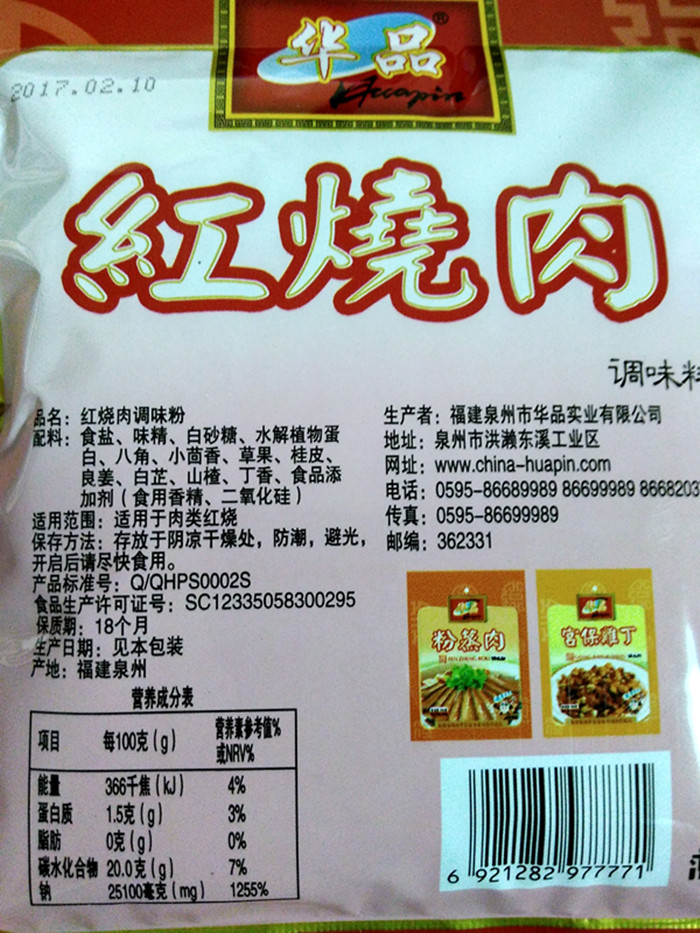 华品®
Huapin
2017.02.10
紅燒肉
调味料
品名：红烧肉调味粉
配料：食盐、味精、白砂糖、水解植物蛋
白、八角、小茴香、草果、桂皮、
良姜、白芷、山楂、丁香、食品添
加剂（食用香精、二氧化硅）
适用范围：适用于肉类红烧
保存方法：存放于阴凉干燥处，防潮，避光，
开启后请尽快食用。
产品标准号：Q/QHPS0002S
食品生产许可证号：SC12335058300295
保质期：18个月
生产日期：见本包装
产地：福建泉州
生产者：福建泉州市华品实业有限公司
地址：泉州市洪濑东溪工业区
网址：www.china-huapin.com
电话：0595-86689989 86699989 8668203
传真：0595-86699989
邮编：362331
粉蒸肉
宫保雞丁
营养成分表
项目 每100克(g) 营养素参考值%
或NRV%
能量 366千焦(kJ) 4%
蛋白质 1.5克(g) 3%
脂肪 0克(g) 0%
碳水化合物 20.0克(g) 7%
钠 25100毫克(mg) 1255%
6 921282 977771